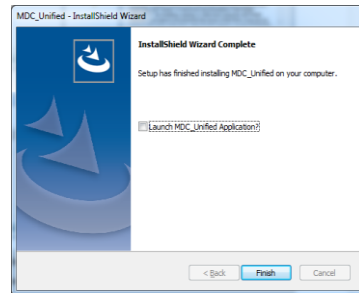 MDC_Unified - InstallShield Wizard
InstallShield Wizard Complete
Setup has finished installing MDC_Unified on your computer.
Launch MDC_Unified Application?
< Back
Finish
Cancel